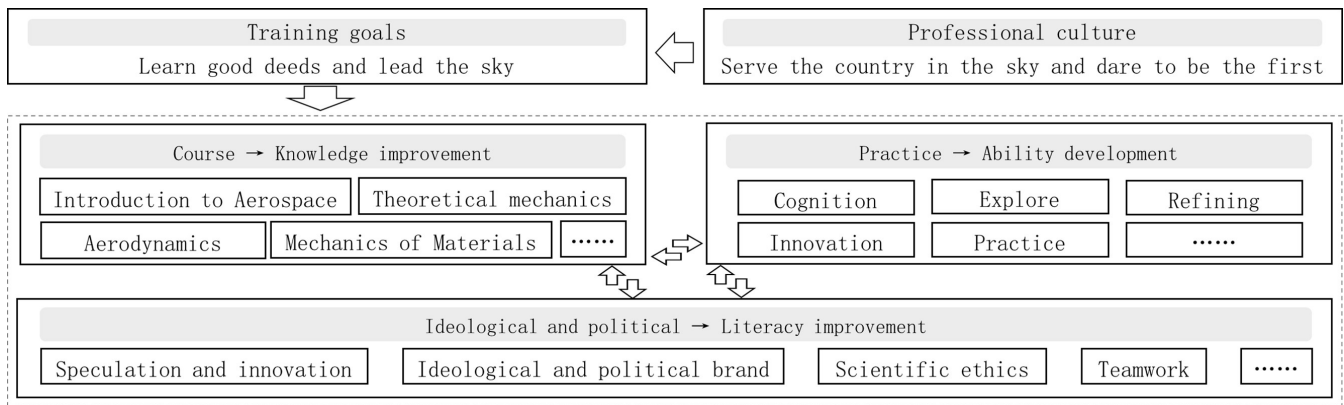 Training goals
Learn good deeds and lead the sky
Professional culture
Serve the country in the sky and dare to be the first
Course → Knowledge improvement
Introduction to Aerospace
Theoretical mechanics
Aerodynamics
Mechanics of Materials
……
Practice → Ability development
Cognition
Explore
Refining
Innovation
Practice
……
Ideological and political → Literacy improvement
Speculation and innovation
Ideological and political brand
Scientific ethics
Teamwork
……